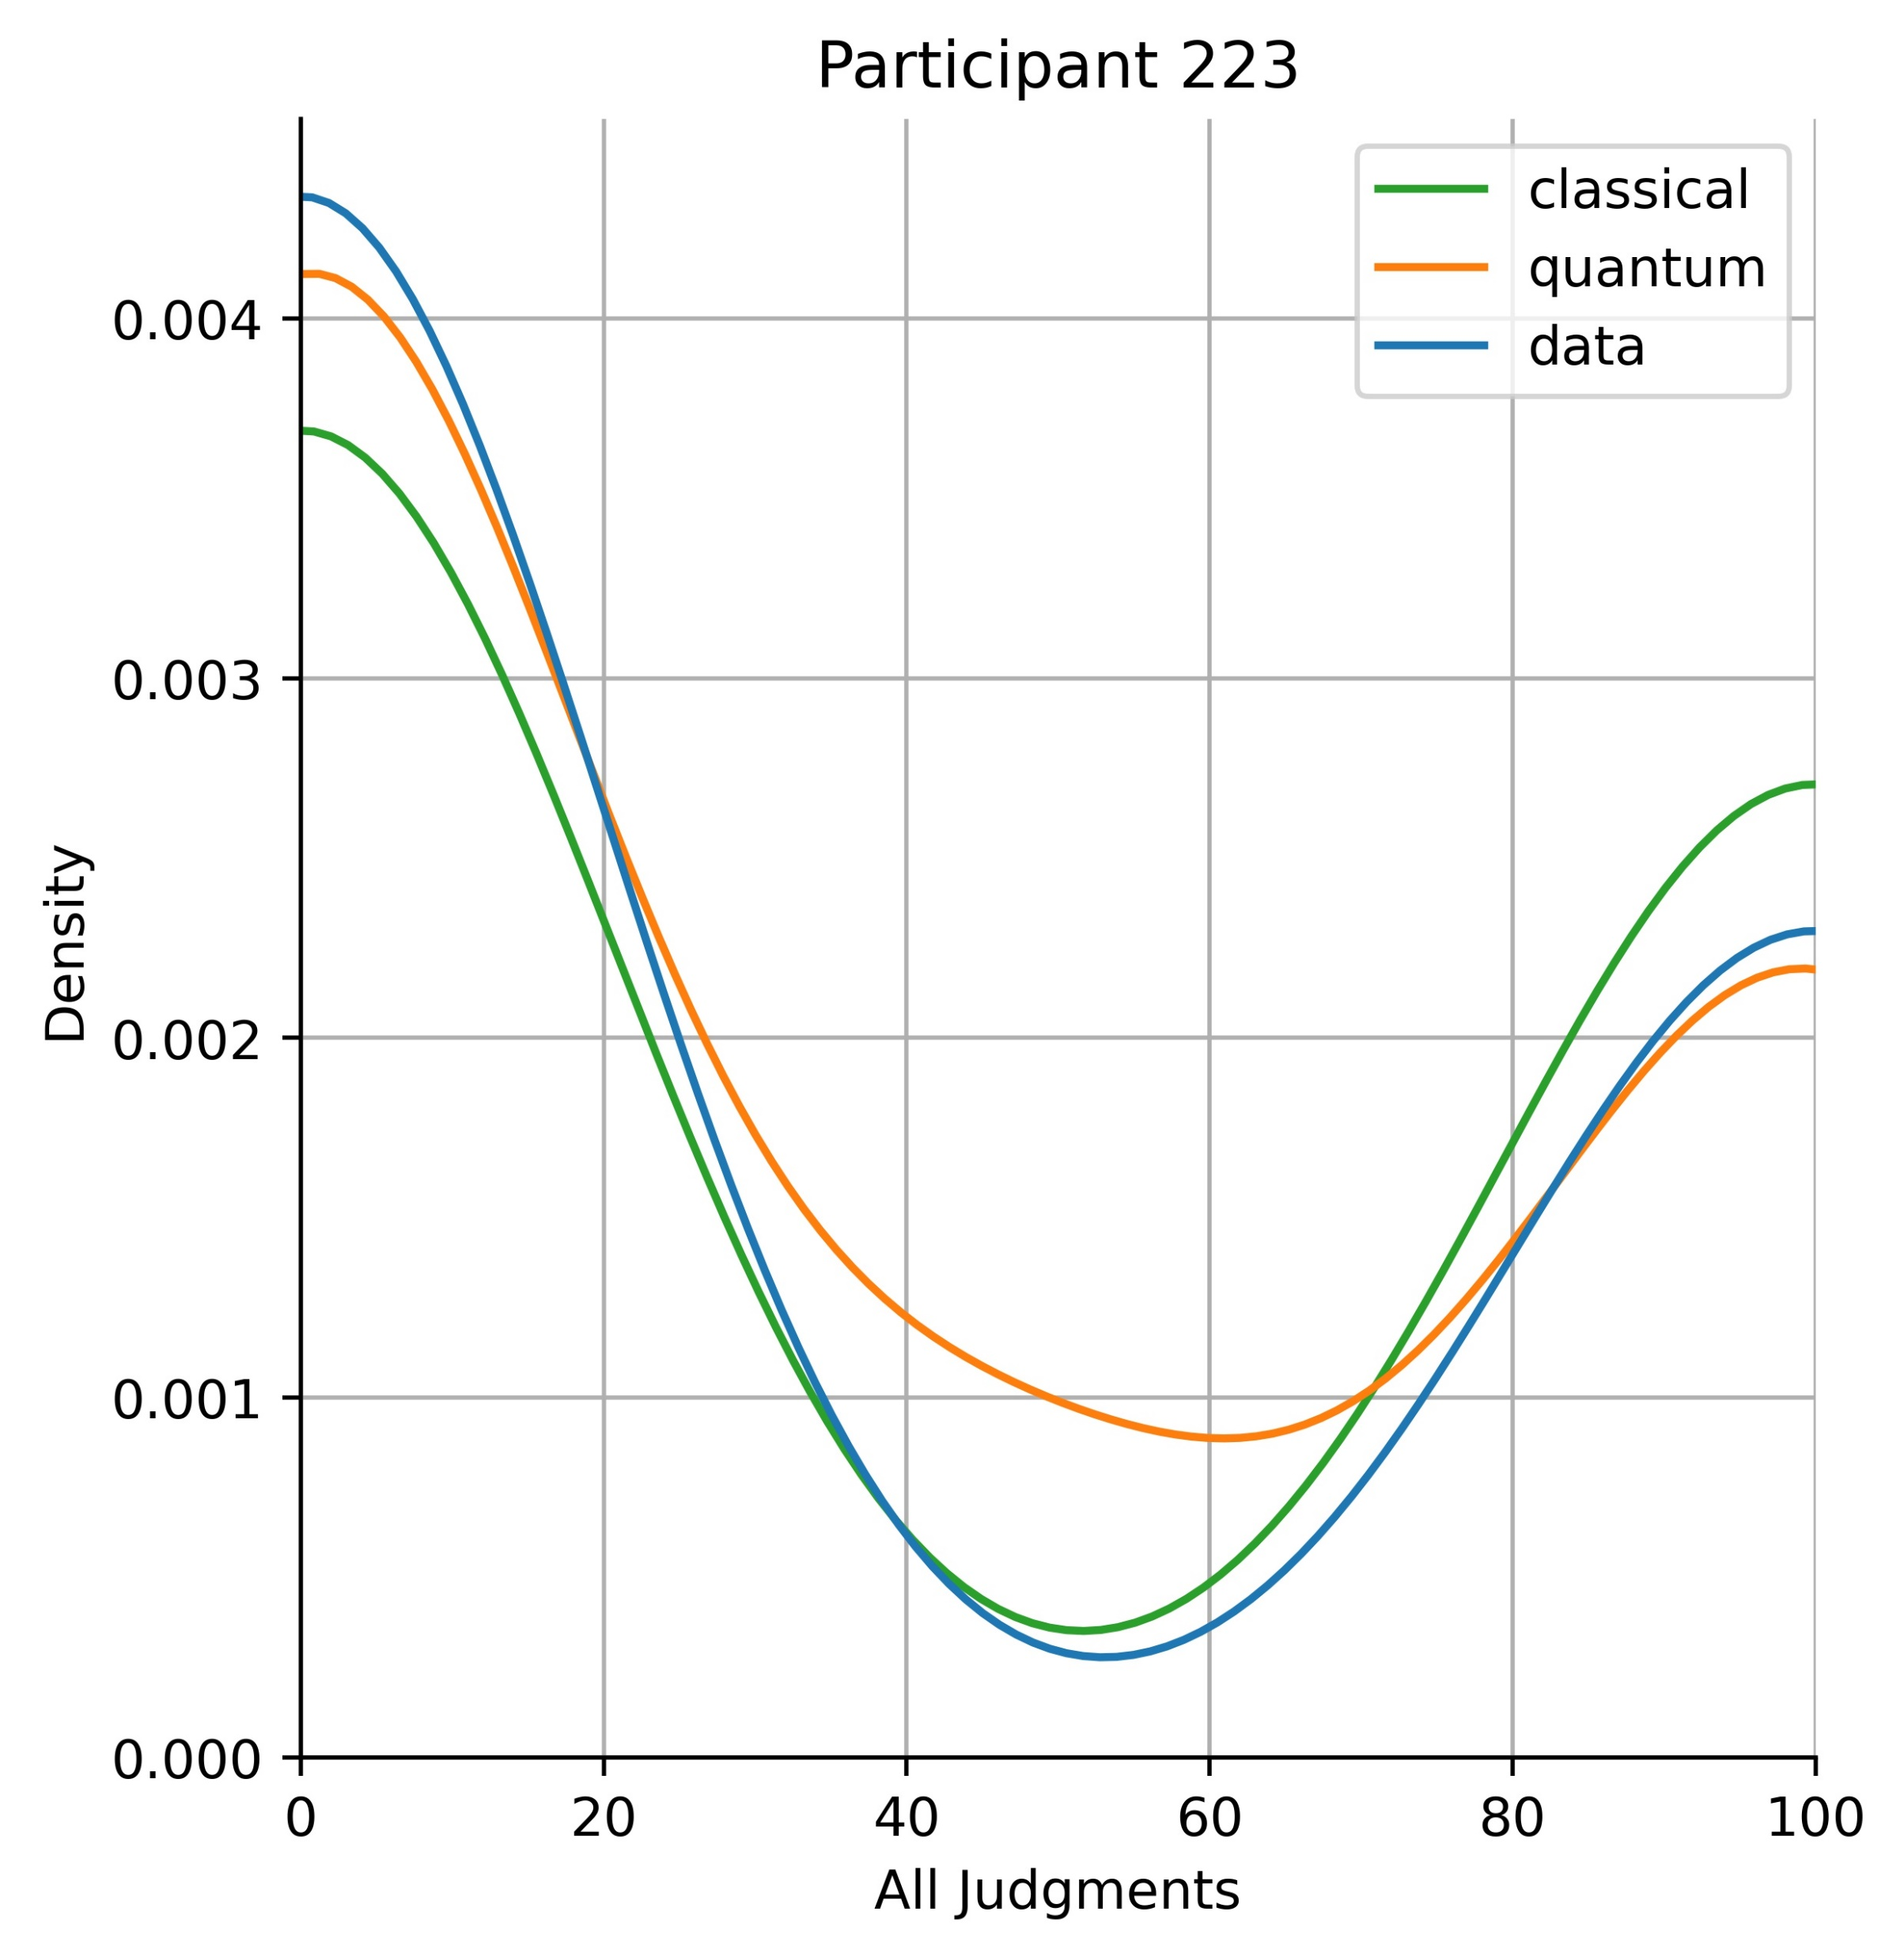 Participant 223
classical
quantum
data
Density
0.004
0.003
0.002
0.001
0.000
0 20 40 60 80 100
All Judgments